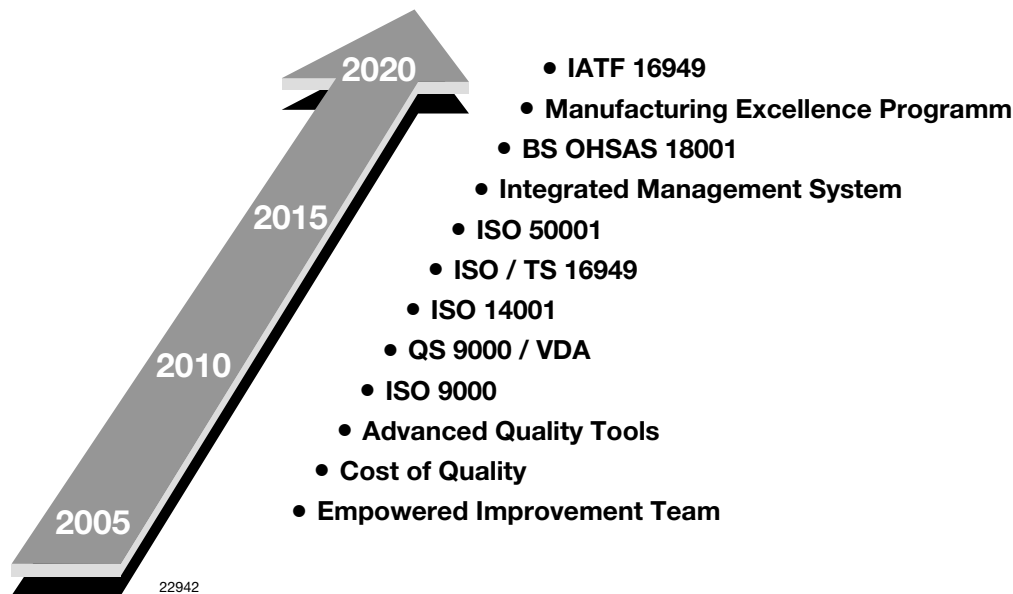 2020
• IATF 16949
• Manufacturing Excellence Programm
• BS OHSAS 18001
• Integrated Management System
2015
• ISO 50001
• ISO / TS 16949
• ISO 14001
• QS 9000 / VDA
2010
• ISO 9000
• Advanced Quality Tools
• Cost of Quality
• Empowered Improvement Team
2005
22942